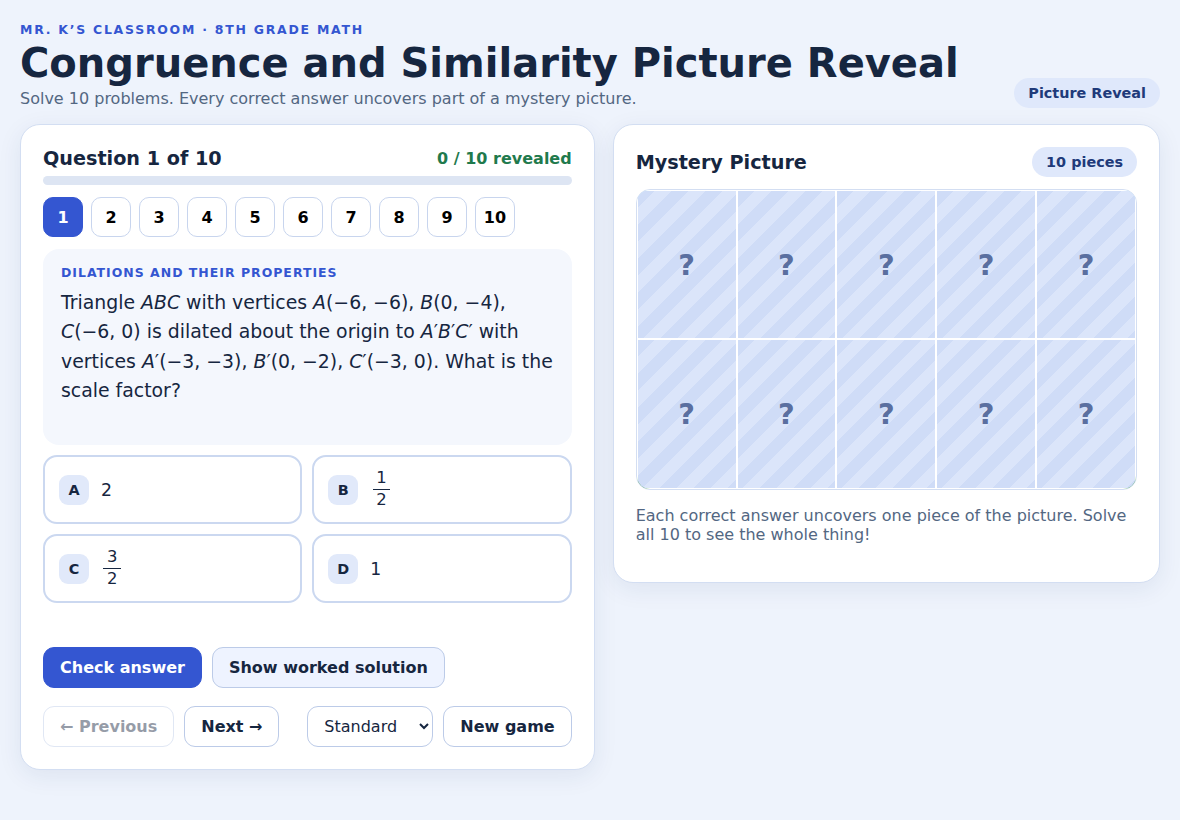 MR. K’S CLASSROOM · 8TH GRADE MATH
Congruence and Similarity Picture Reveal
Solve 10 problems. Every correct answer uncovers part of a mystery picture.
Picture Reveal
Question 1 of 10
0 / 10 revealed
1 2 3 4 5 6 7 8 9 10
DILATIONS AND THEIR PROPERTIES
Triangle ABC with vertices A(−6, −6), B(0, −4),
C(−6, 0) is dilated about the origin to A′B′C′ with
vertices A′(−3, −3), B′(0, −2), C′(−3, 0). What is the
scale factor?
A 2
B 1/2
C 3/2
D 1
Check answer
Show worked solution
← Previous
Next →
Standard
New game
Mystery Picture
10 pieces
? ? ? ? ?
? ? ? ? ?
Each correct answer uncovers one piece of the picture. Solve
all 10 to see the whole thing!